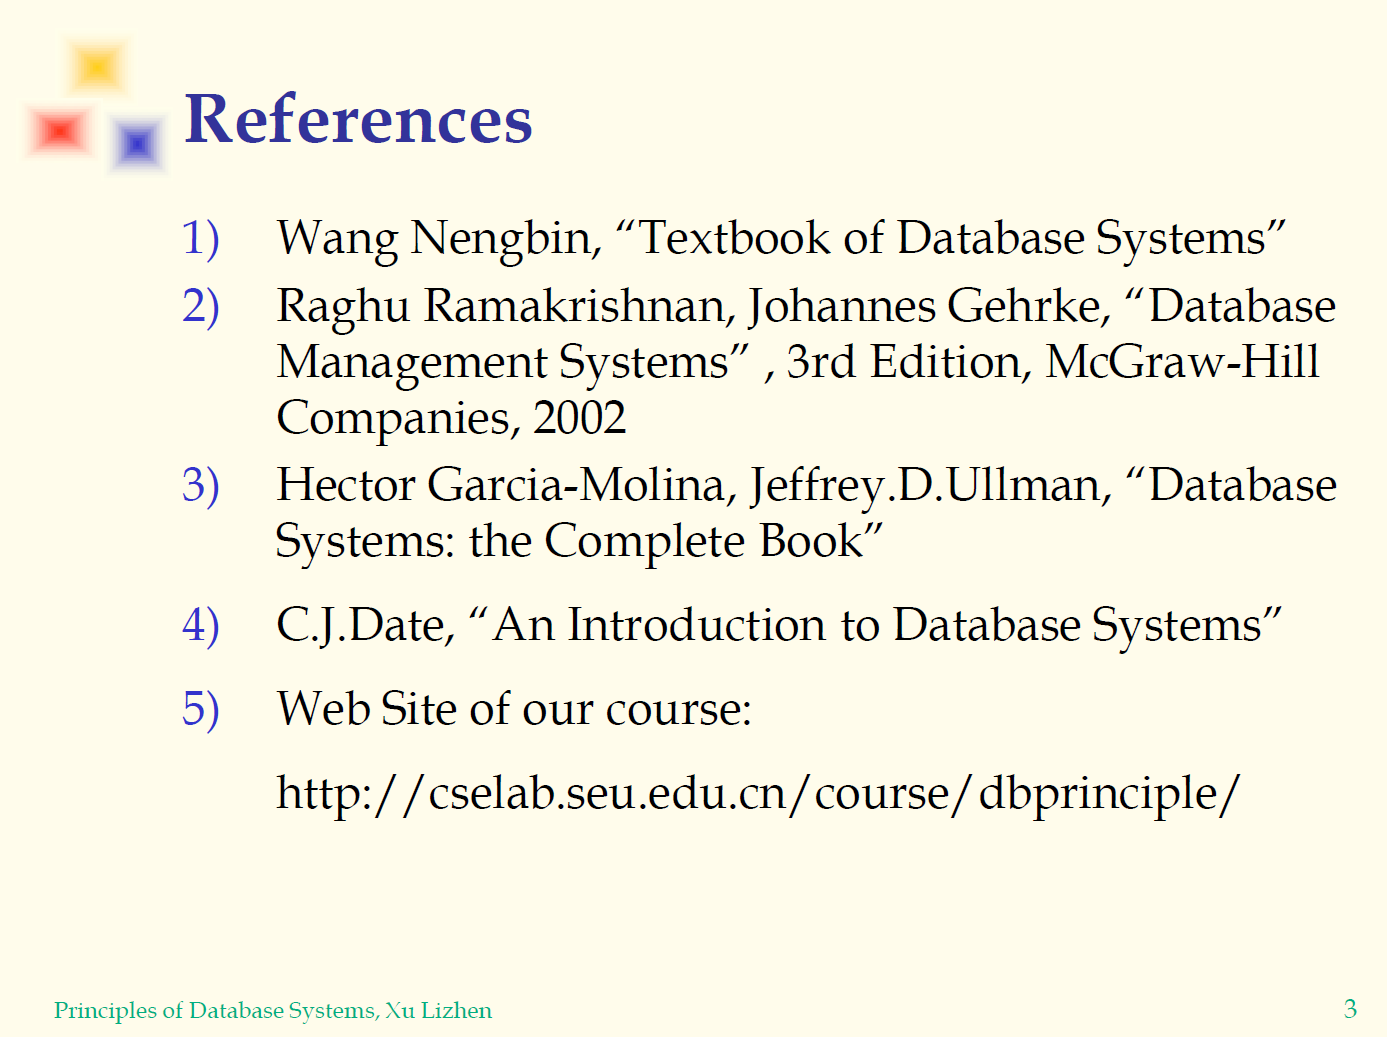 References
1) Wang Nengbin, “Textbook of Database Systems”
2) Raghu Ramakrishnan, Johannes Gehrke, “Database
Management Systems” , 3rd Edition, McGraw-Hill
Companies, 2002
3) Hector Garcia-Molina, Jeffrey.D.Ullman, “Database
Systems: the Complete Book”
4) C.J.Date, “An Introduction to Database Systems”
5) Web Site of our course:
http://cselab.seu.edu.cn/course/dbprinciple/
Principles of Database Systems, Xu Lizhen 3